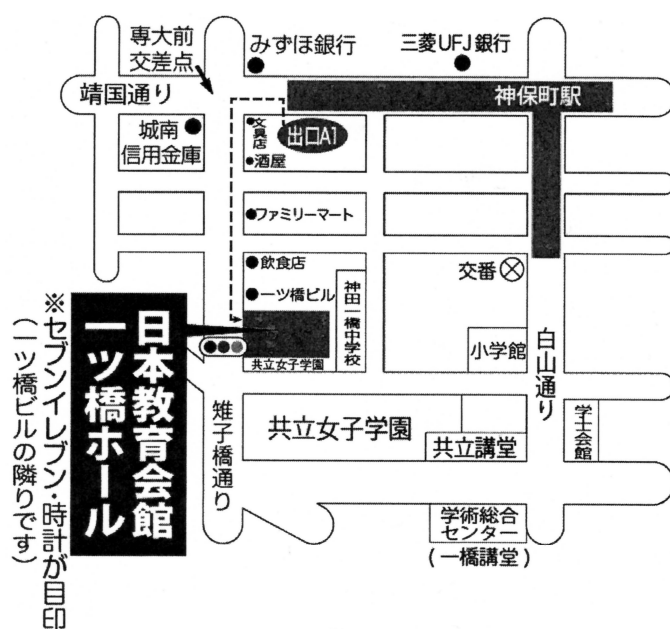 専大前
交差点
みずほ銀行
三菱UFJ銀行
靖国通り
神保町駅
城南
信用金庫
文具店
出口A1
酒屋
ファミリーマート
飲食店
交番
一ツ橋ビル
神田一橋中学校
小学館
白山通り
共立女子学園
日本教育会館
一ツ橋ホール
※セブンイレブン・時計が目印
(一ツ橋ビルの隣りです)
雉子橋通り
共立女子学園
共立講堂
学士会館
学術総合
センター
(一橋講堂)